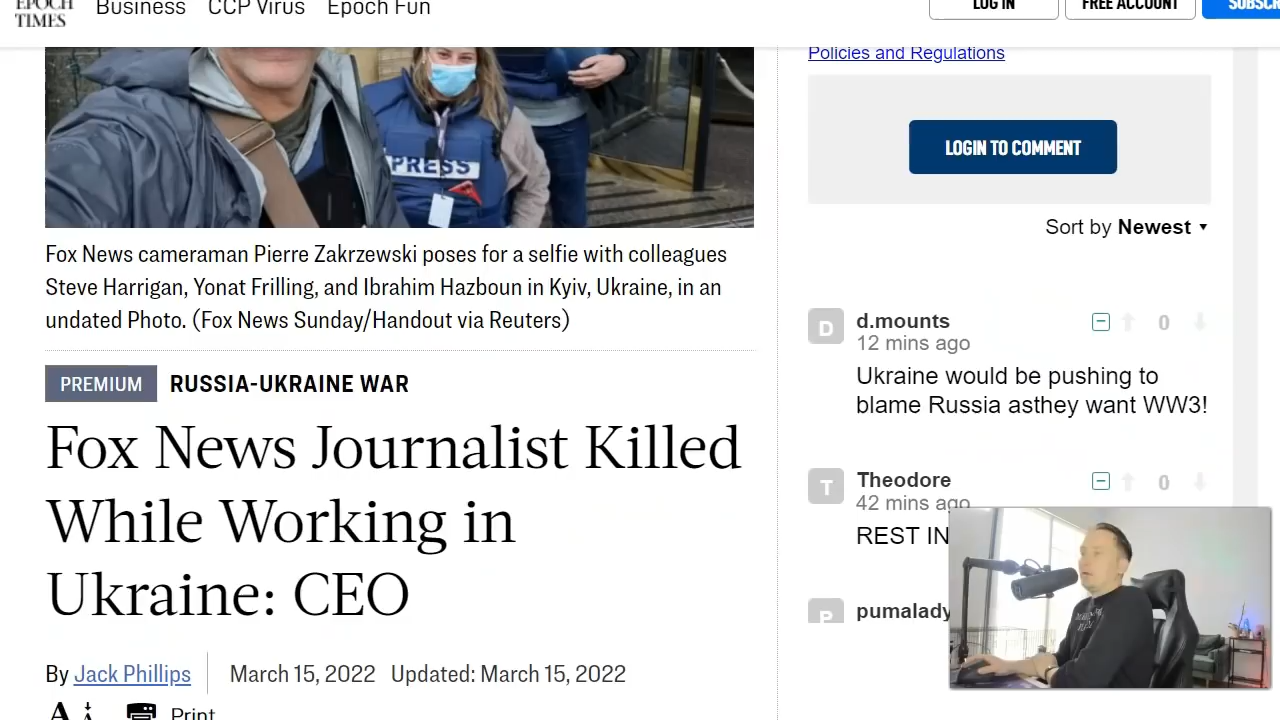 EPOCH
TIMES
Business
CCP Virus
Epoch Fun
LOG IN
FREE ACCOUNT
PRESS
Fox News cameraman Pierre Zakrzewski poses for a selfie with colleagues
Steve Harrigan, Yonat Frilling, and Ibrahim Hazboun in Kyiv, Ukraine, in an
undated Photo. (Fox News Sunday/Handout via Reuters)
PREMIUM
RUSSIA-UKRAINE WAR
Fox News Journalist Killed
While Working in
Ukraine: CEO
By Jack Phillips
March 15, 2022 Updated: March 15, 2022
A Print
Policies and Regulations
LOGIN TO COMMENT
Sort by Newest
D
d.mounts
0
12 mins ago
Ukraine would be pushing to
blame Russia asthey want WW3!
T
Theodore
0
42 mins ago
REST IN
P
pumalady